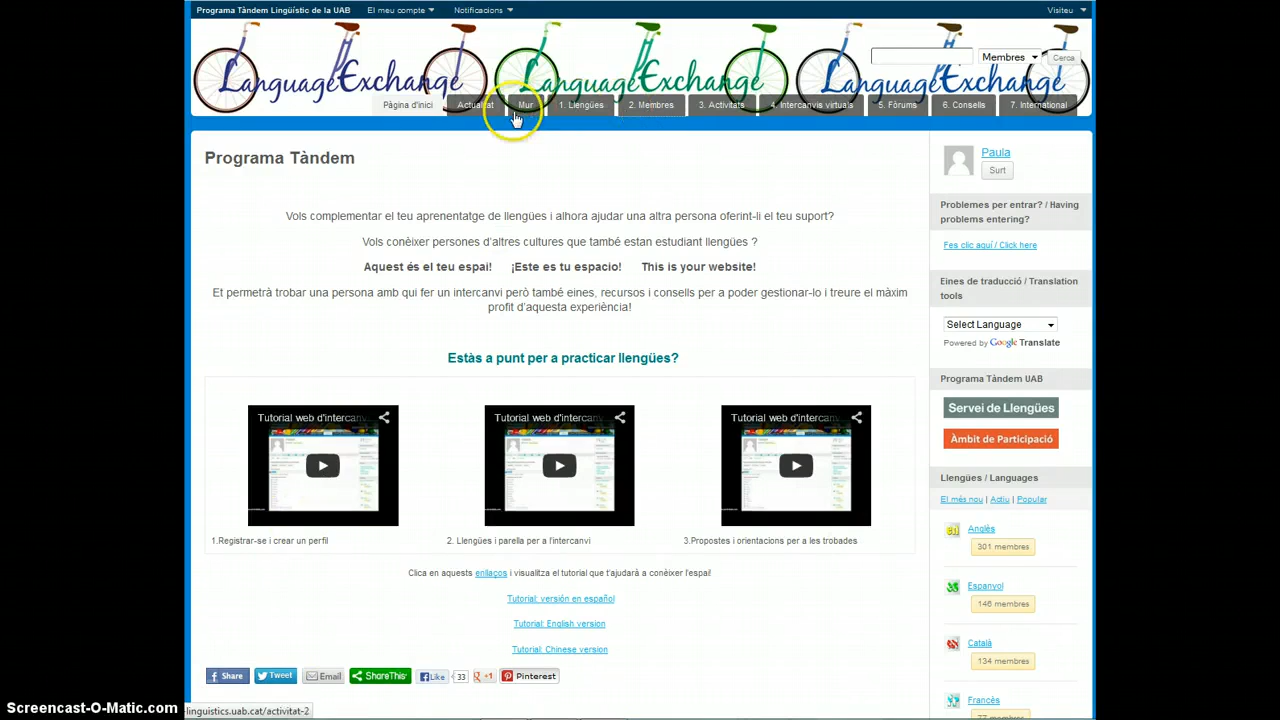 Programa Tàndem Lingüístic de la UAB
El meu compte
Notificacions
Visiteu
LanguageExchange LanguageExchange LanguageExchange
Membres
Cerca
Pàgina d'inici
Actualitat
Mur
1. Llengües
2. Membres
3. Activitats
4. Intercanvis virtuals
5. Fòrums
6. Consells
7. International
Programa Tàndem
Vols complementar el teu aprenentatge de llengües i alhora ajudar una altra persona oferint-li el teu suport?
Vols conèixer persones d'altres cultures que també estan estudiant llengües ?
Aquest és el teu espai! ¡Este es tu espacio! This is your website!
Et permetrà trobar una persona amb qui fer un intercanvi però també eines, recursos i consells per a poder gestionar-lo i treure el màxim
profit d'aquesta experiència!
Estàs a punt per a practicar llengües?
Tutorial web d'intercanv
Tutorial web d'intercanv
Tutorial web d'intercanv
1.Registrar-se i crear un perfil
2. Llengües i parella per a l'intercanvi
3.Propostes i orientacions per a les trobades
Clica en aquests enllaços i visualitza el tutorial que t'ajudarà a conèixer l'espai!
Tutorial: versión en español
Tutorial: English version
Tutorial: Chinese version
Share
Tweet
Email
ShareThis
Like
33
+1
Pinterest
Paula
Surt
Problemes per entrar? / Having
problems entering?
Fes clic aquí / Click here
Eines de traducció / Translation
tools
Select Language
Powered by Google Translate
Programa Tàndem UAB
Servei de Llengües
Àmbit de Participació
Llengües / Languages
El més nou | Actiu | Popular
Anglès
301 membres
Espanyol
146 membres
Català
134 membres
Francès
77 membres
Screencast-O-Matic.com
-linguistics.uab.cat/activitat-2